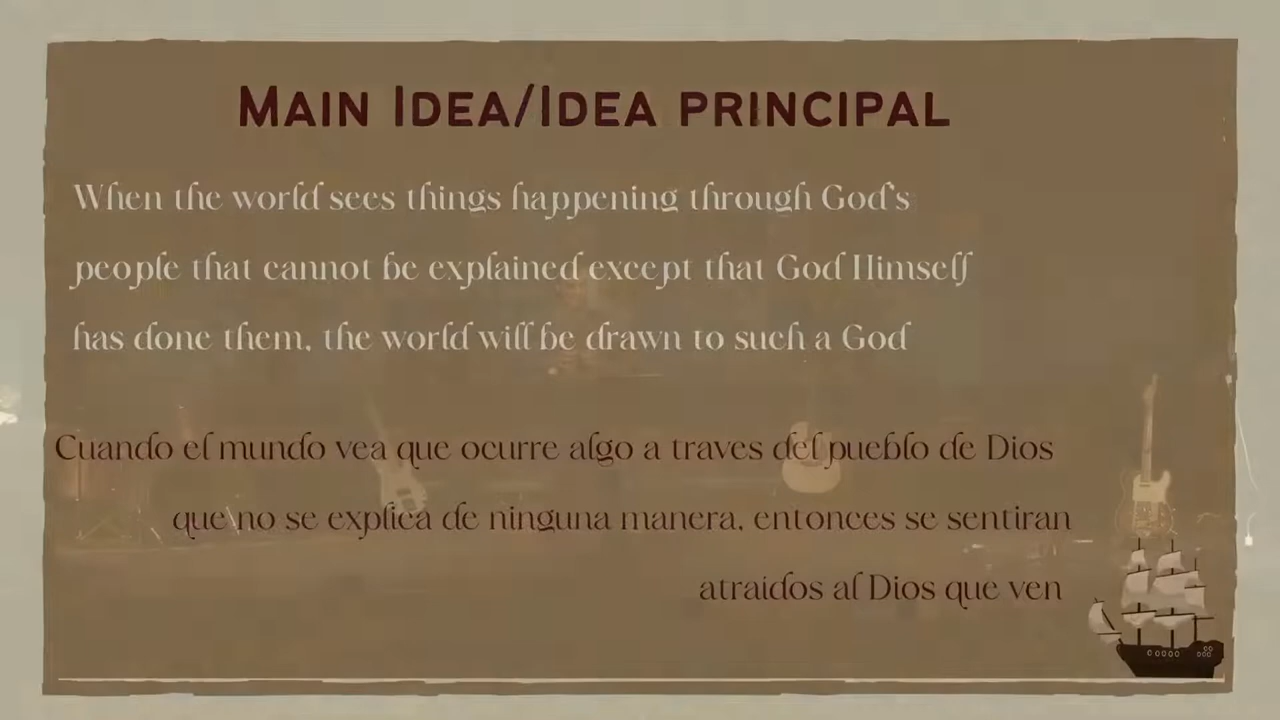 Main Idea/Idea principal
When the world sees things happening through God's
people that cannot be explained except that God Himself
has done them, the world will be drawn to such a God
Cuando el mundo vea que ocurre algo a traves del pueblo de Dios
que no se explica de ninguna manera, entonces se sentiran
atraidos al Dios que ven